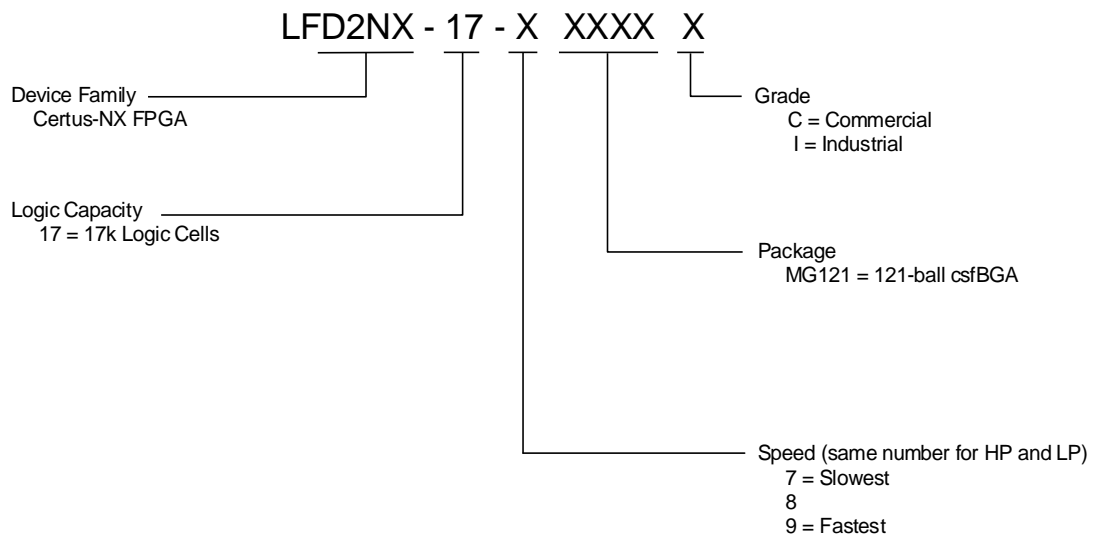 LFD2NX - 17 - X XXXX X
Device Family
Certus-NX FPGA
Logic Capacity
17 = 17k Logic Cells
Grade
C = Commercial
I = Industrial
Package
MG121 = 121-ball csfBGA
Speed (same number for HP and LP)
7 = Slowest
8
9 = Fastest